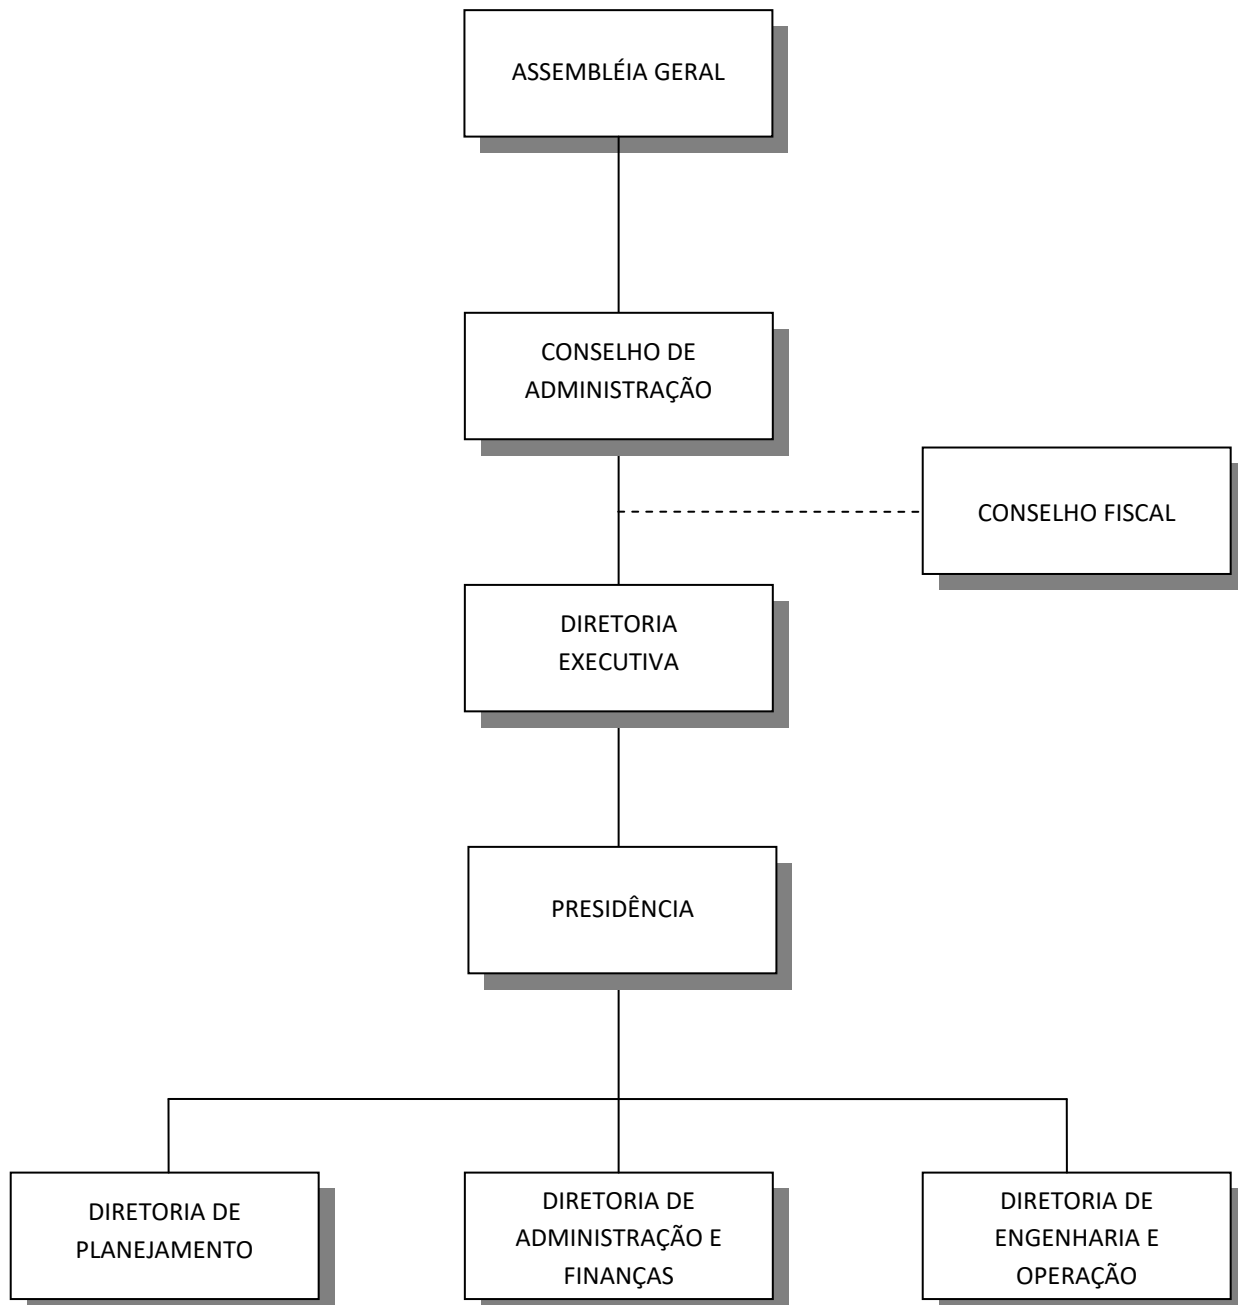 ASSEMBLÉIA GERAL
CONSELHO DE
ADMINISTRAÇÃO
CONSELHO FISCAL
DIRETORIA
EXECUTIVA
PRESIDÊNCIA
DIRETORIA DE
PLANEJAMENTO
DIRETORIA DE
ADMINISTRAÇÃO E
FINANÇAS
DIRETORIA DE
ENGENHARIA E
OPERAÇÃO